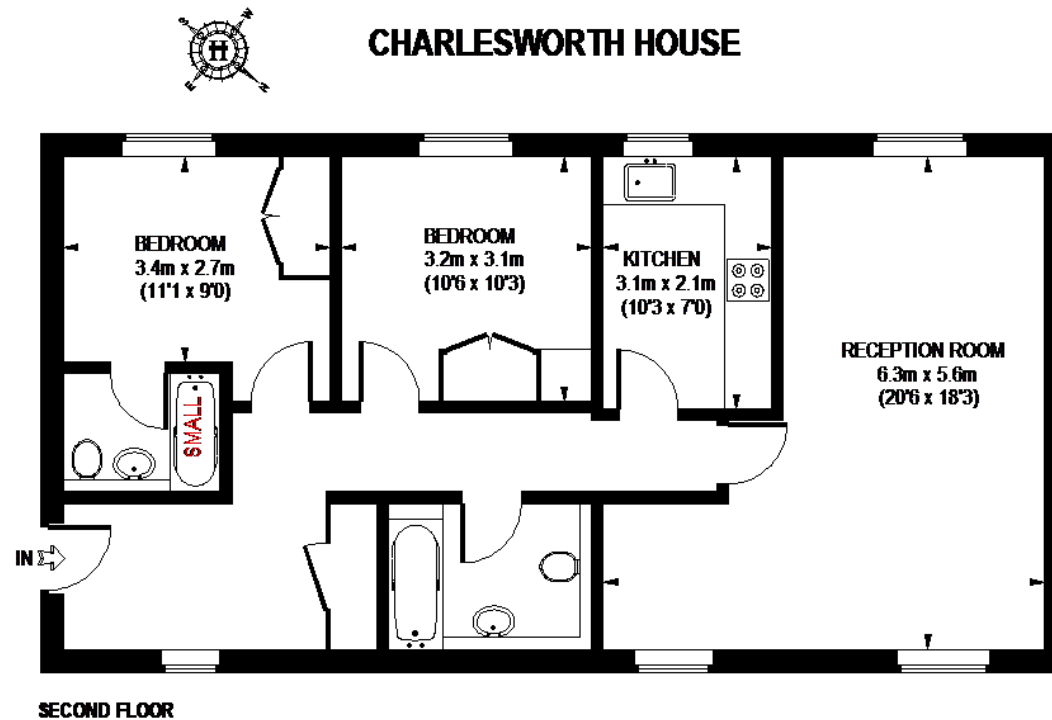 CHARLESWORTH HOUSE
S
W
H
E
N
BEDROOM
3.4m x 2.7m
(11'1 x 9'0)
BEDROOM
3.2m x 3.1m
(10'6 x 10'3)
KITCHEN
3.1m x 2.1m
(10'3 x 7'0)
RECEPTION ROOM
6.3m x 5.6m
(20'6 x 18'3)
SMALL
IN
SECOND FLOOR